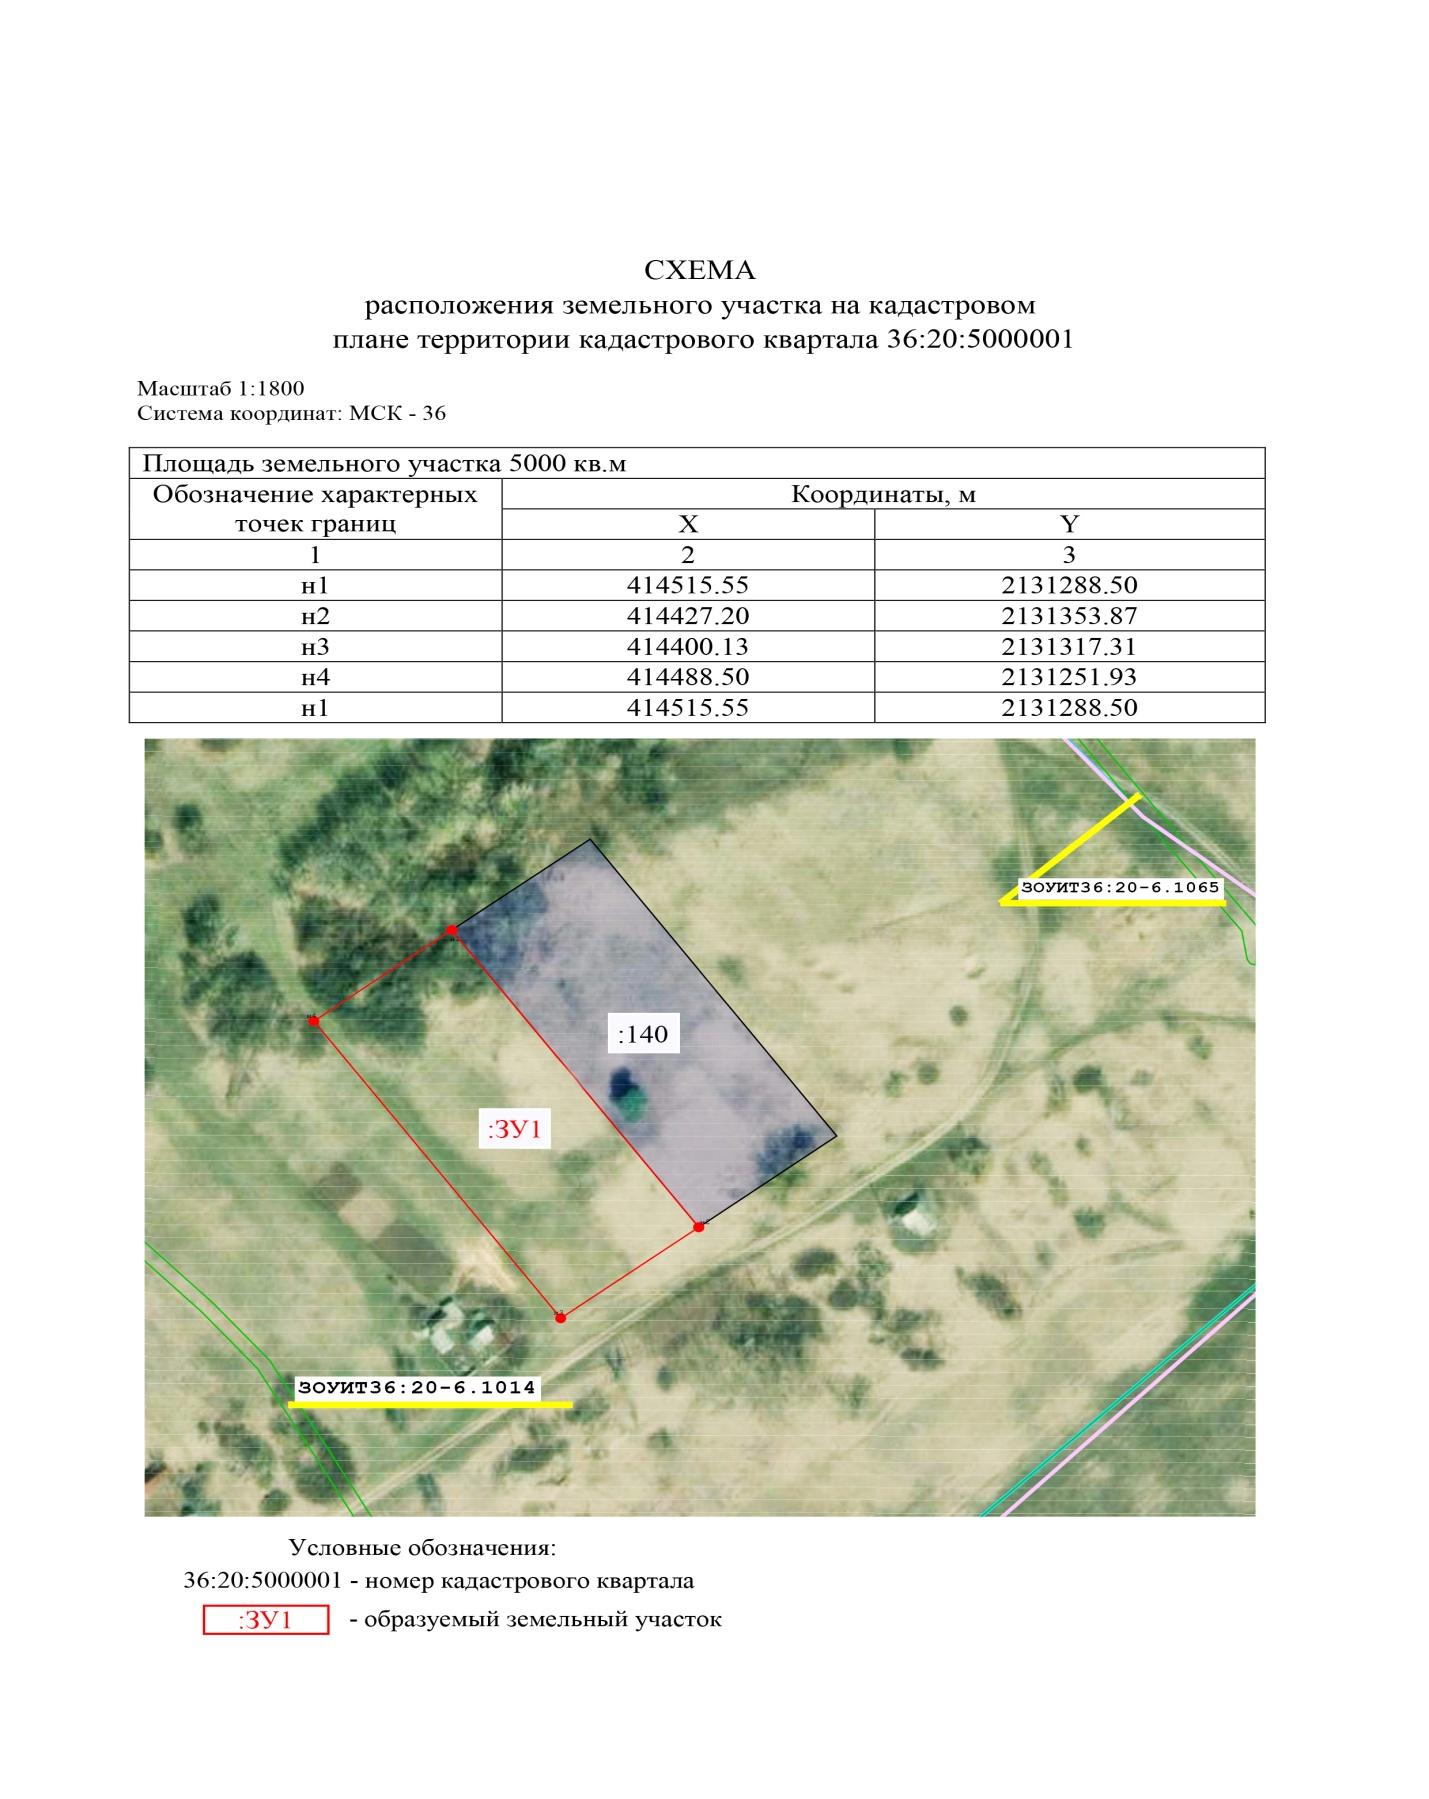 СХЕМА
расположения земельного участка на кадастровом
плане территории кадастрового квартала 36:20:5000001
Масштаб 1:1800
Система координат: МСК - 36
Площадь земельного участка 5000 кв.м
Обозначение характерных точек границ
Координаты, м
X Y
1 2 3
н1 414515.55 2131288.50
н2 414427.20 2131353.87
н3 414400.13 2131317.31
н4 414488.50 2131251.93
н1 414515.55 2131288.50
ЗОУИТ36:20-6.1065
:140
:ЗУ1
ЗОУИТ36:20-6.1014
Условные обозначения:
36:20:5000001 - номер кадастрового квартала
:ЗУ1 - образуемый земельный участок